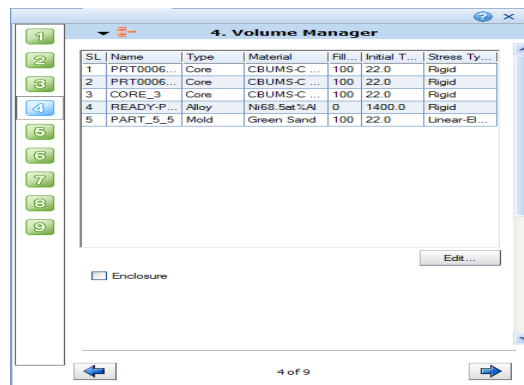 4. Volume Manager
1
2
3
4
5
6
7
8
9
SL Name Type Material Fill... Initial T... Stress Ty...
1 PRT0006... Core CBUMS-C ... 100 22.0 Rigid
2 PRT0006... Core CBUMS-C ... 100 22.0 Rigid
3 CORE_3 Core CBUMS-C ... 100 22.0 Rigid
4 READY-P... Alloy Ni68.5at%Al 0 1400.0 Rigid
5 PART_5_5 Mold Green Sand 100 22.0 Linear-El...
Edit...
Enclosure
4 of 9